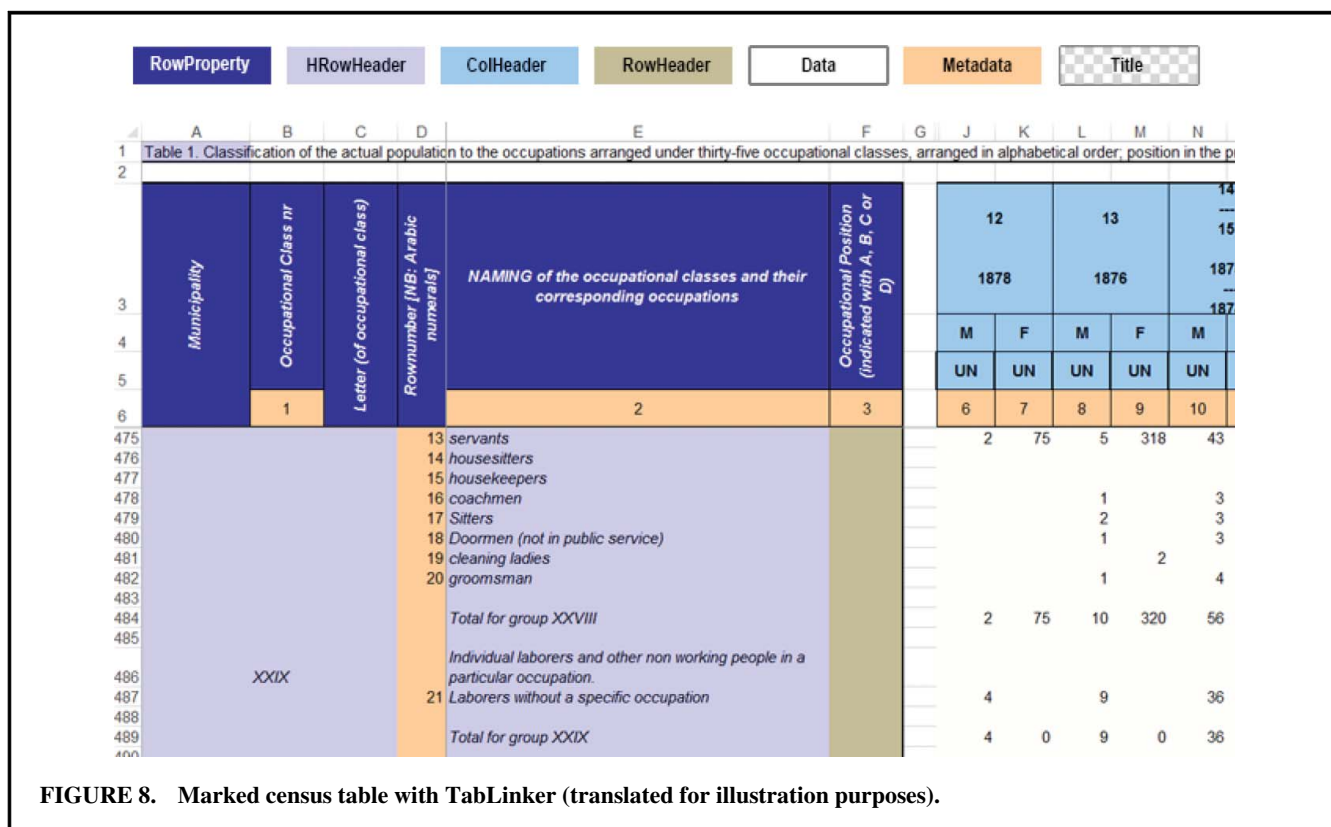 RowProperty HRowHeader ColHeader RowHeader Data Metadata Title
A B C D E F G J K L M N
1 Table 1. Classification of the actual population to the occupations arranged under thirty-five occupational classes, arranged in alphabetical order; position in the p
2
Municipality
Occupational Class nr
Letter (of occupational class)
Rownumber [NB: Arabic
numerals]
NAMING of the occupational classes and their
corresponding occupations
Occupational Position
(indicated with A, B, C or
D)
12 13 14
---
15
1878 1876 187
---
187
3
4 M F M F M
5 UN UN UN UN UN
6 1 2 3 6 7 8 9 10
475 13 servants 2 75 5 318 43
476 14 housesitters
477 15 housekeepers
478 16 coachmen 1 3
479 17 Sitters 2 3
480 18 Doormen (not in public service) 1 3
481 19 cleaning ladies 2
482 20 groomsman 1 4
483
484 Total for group XXVIII 2 75 10 320 56
485
Individual laborers and other non working people in a
486 XXIX particular occupation.
487 21 Laborers without a specific occupation 4 9 36
488
489 Total for group XXIX 4 0 9 0 36
490
FIGURE 8. Marked census table with TabLinker (translated for illustration purposes).